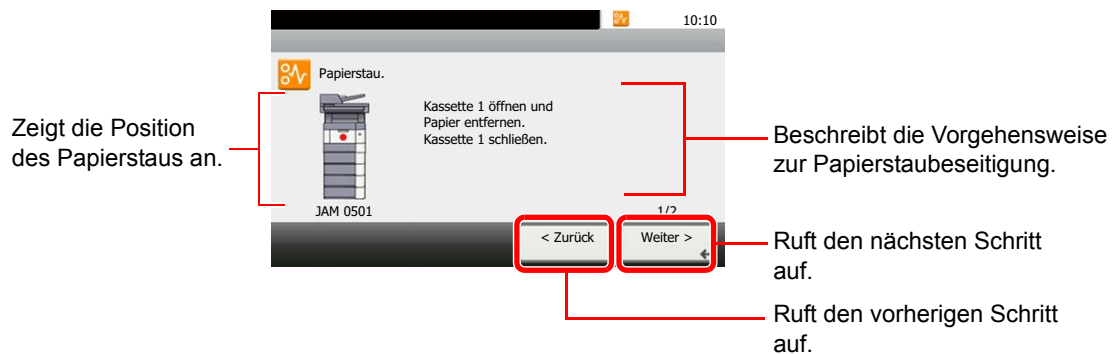 10:10
Papierstau.
Kassette 1 öffnen und
Papier entfernen.
Kassette 1 schließen.
JAM 0501
1/2
< Zurück
Weiter >
Zeigt die Position
des Papierstaus an.
Beschreibt die Vorgehensweise
zur Papierstaubeseitigung.
Ruft den nächsten Schritt
auf.
Ruft den vorherigen Schritt
auf.